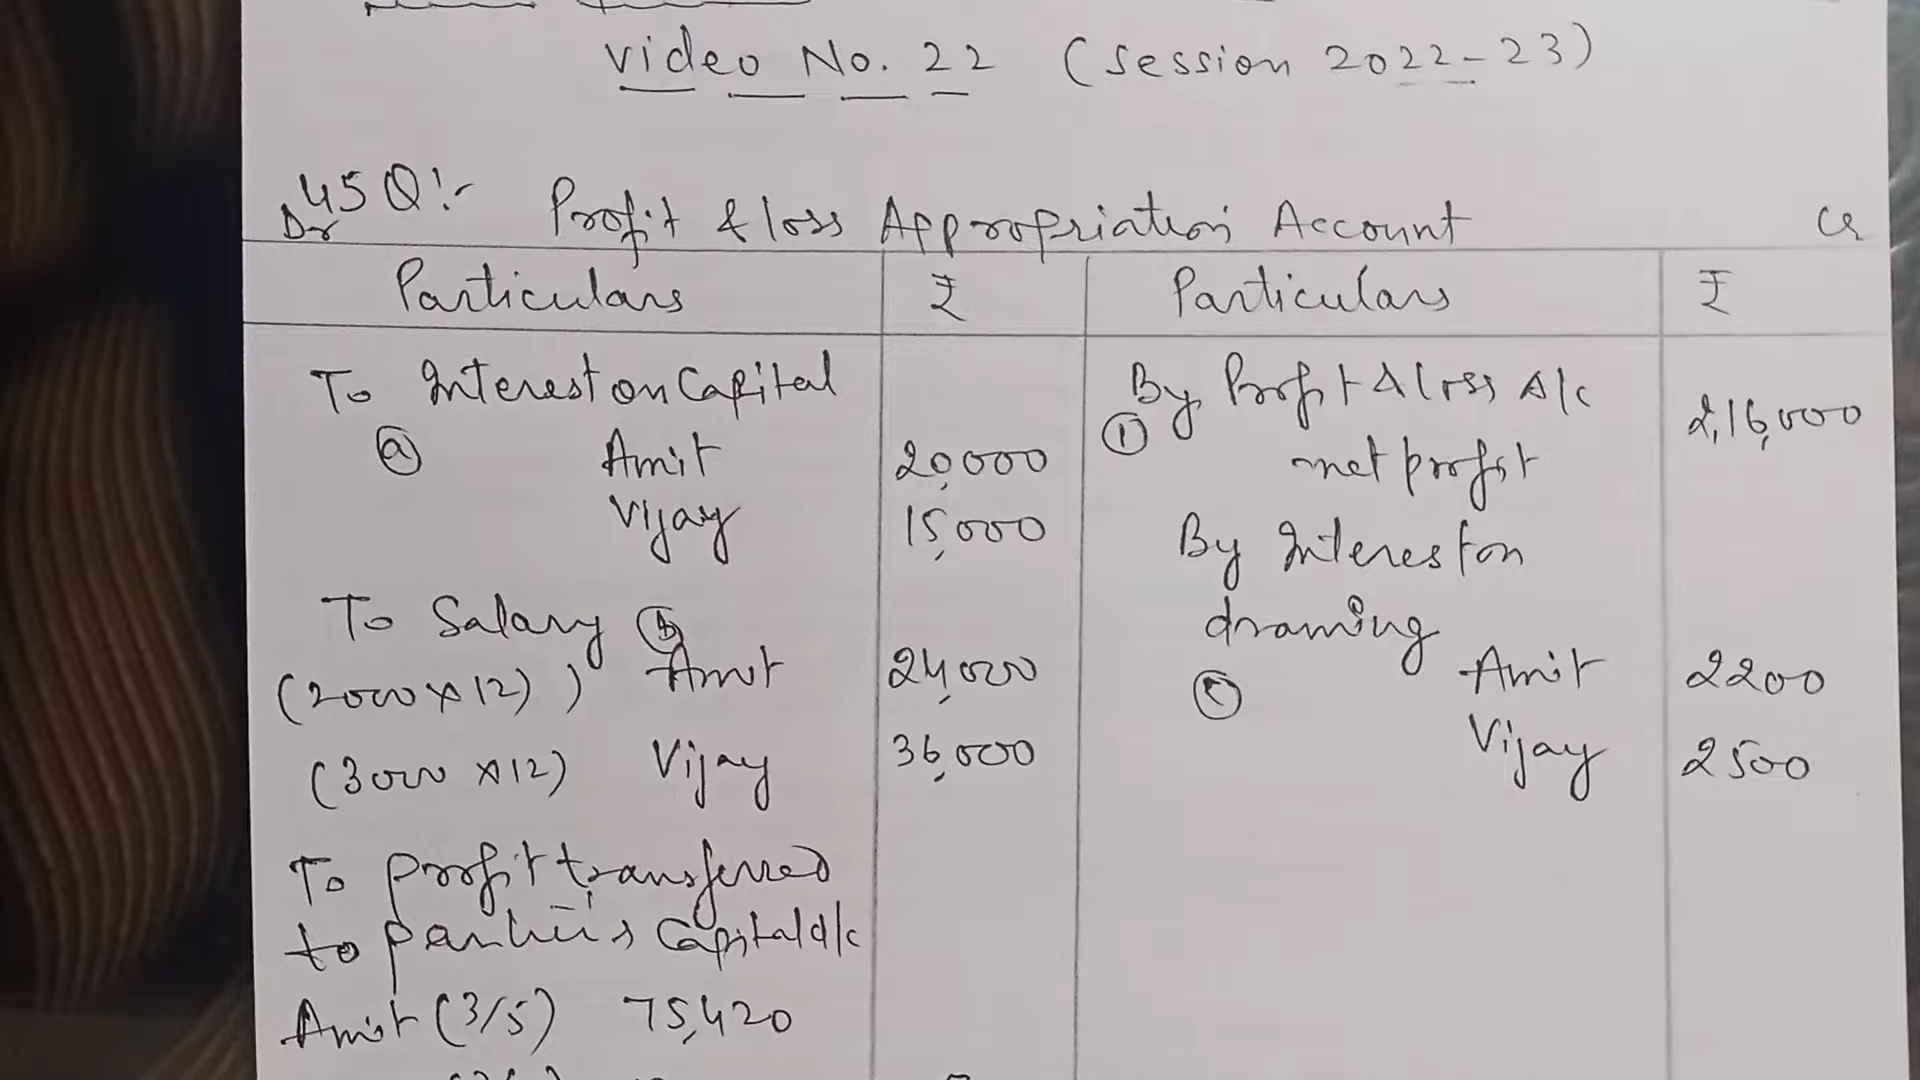 Video No. 22 (Session 2022-23)
45 Q:-
Dr Profit & loss Appropriation Account Cr
Particulars ₹ Particulars ₹
To Interest on Capital
(a) Amit 20,000
Vijay 15,000
To Salary (b)
(2000 x 12) ) Amit 24,000
(3000 x 12) Vijay 36,000
To profit transferred
to partner's Capital A/c
Amit (3/5) 75,420
By Profit & loss A/c 2,16,000
(1) net profit
By Interest on
drawing
(c) Amit 2200
Vijay 2500